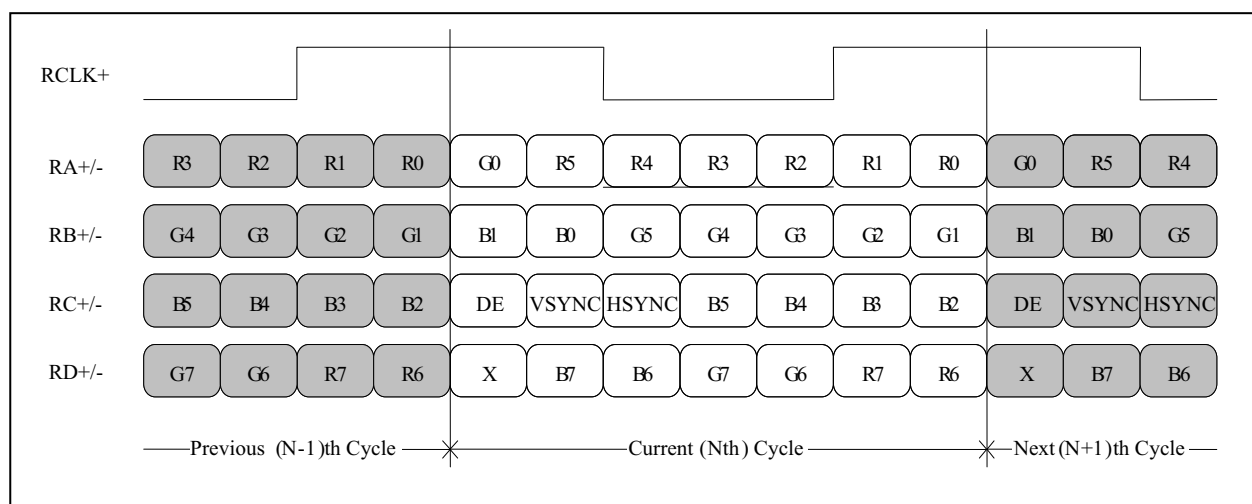 RCLK+
RA+/- R3 R2 R1 R0 G0 R5 R4 R3 R2 R1 R0 G0 R5 R4
RB+/- G4 G3 G2 G1 B1 B0 G5 G4 G3 G2 G1 B1 B0 G5
RC+/- B5 B4 B3 B2 DE VSYNC HSYNC B5 B4 B3 B2 DE VSYNC HSYNC
RD+/- G7 G6 R7 R6 X B7 B6 G7 G6 R7 R6 X B7 B6
Previous (N-1)th Cycle Current (Nth) Cycle Next (N+1)th Cycle